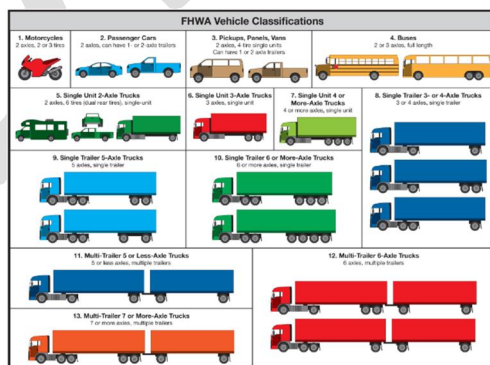 FHWA Vehicle Classifications
1. Motorcycles
2 axles, 2 or 3 tires
2. Passenger Cars
2 axles, can have 1- or 2-axle trailers
3. Pickups, Panels, Vans
2 axles, 4 tire single units
Can have 1 or 2 axle trailers
4. Buses
2 or 3 axles, full length
5. Single Unit 2-Axle Trucks
2 axles, 6 tires (dual rear tires), single-unit
6. Single Unit 3-Axle Trucks
3 axles, single unit
7. Single Unit 4 or
More-Axle Trucks
4 or more axles, single unit
8. Single Trailer 3- or 4-Axle Trucks
3 or 4 axles, single trailer
9. Single Trailer 5-Axle Trucks
5 axles, single trailer
10. Single Trailer 6 or More-Axle Trucks
6 or more axles, single trailer
11. Multi-Trailer 5 or Less-Axle Trucks
5 or less axles, multiple trailers
12. Multi-Trailer 6-Axle Trucks
6 axles, multiple trailers
13. Multi-Trailer 7 or More-Axle Trucks
7 or more axles, multiple trailers